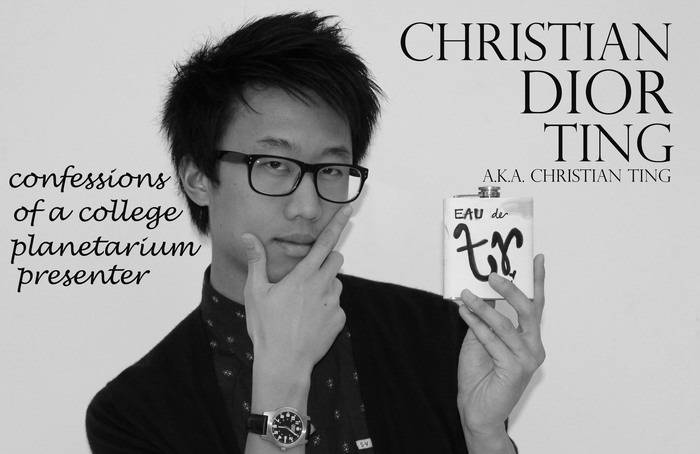 CHRISTIAN
DIOR
TING
A.K.A. CHRISTIAN TING
confessions
of a college
planetarium
presenter
EAU de